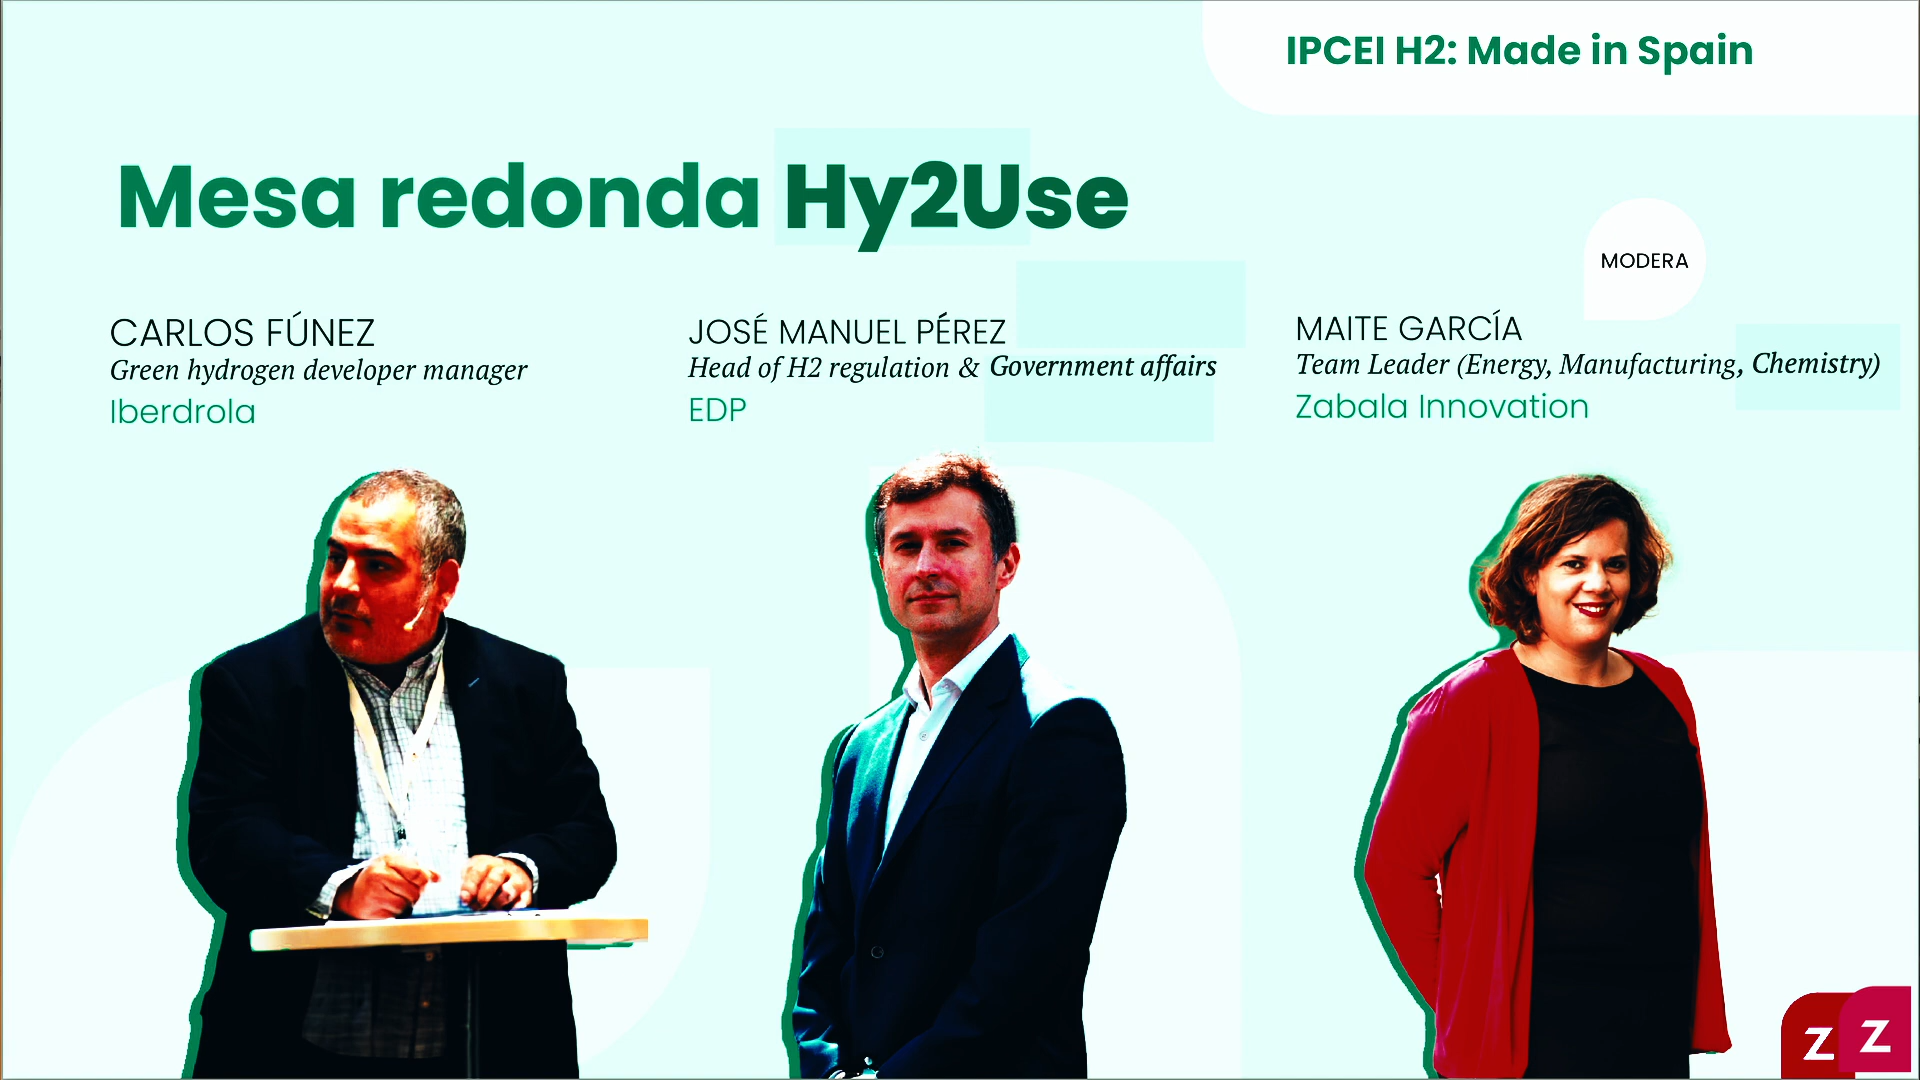 IPCEI H2: Made in Spain
Mesa redonda Hy2Use
MODERA
CARLOS FÚNEZ
Green hydrogen developer manager
Iberdrola
JOSÉ MANUEL PÉREZ
Head of H2 regulation & Government affairs
EDP
MAITE GARCÍA
Team Leader (Energy, Manufacturing, Chemistry)
Zabala Innovation
Z Z